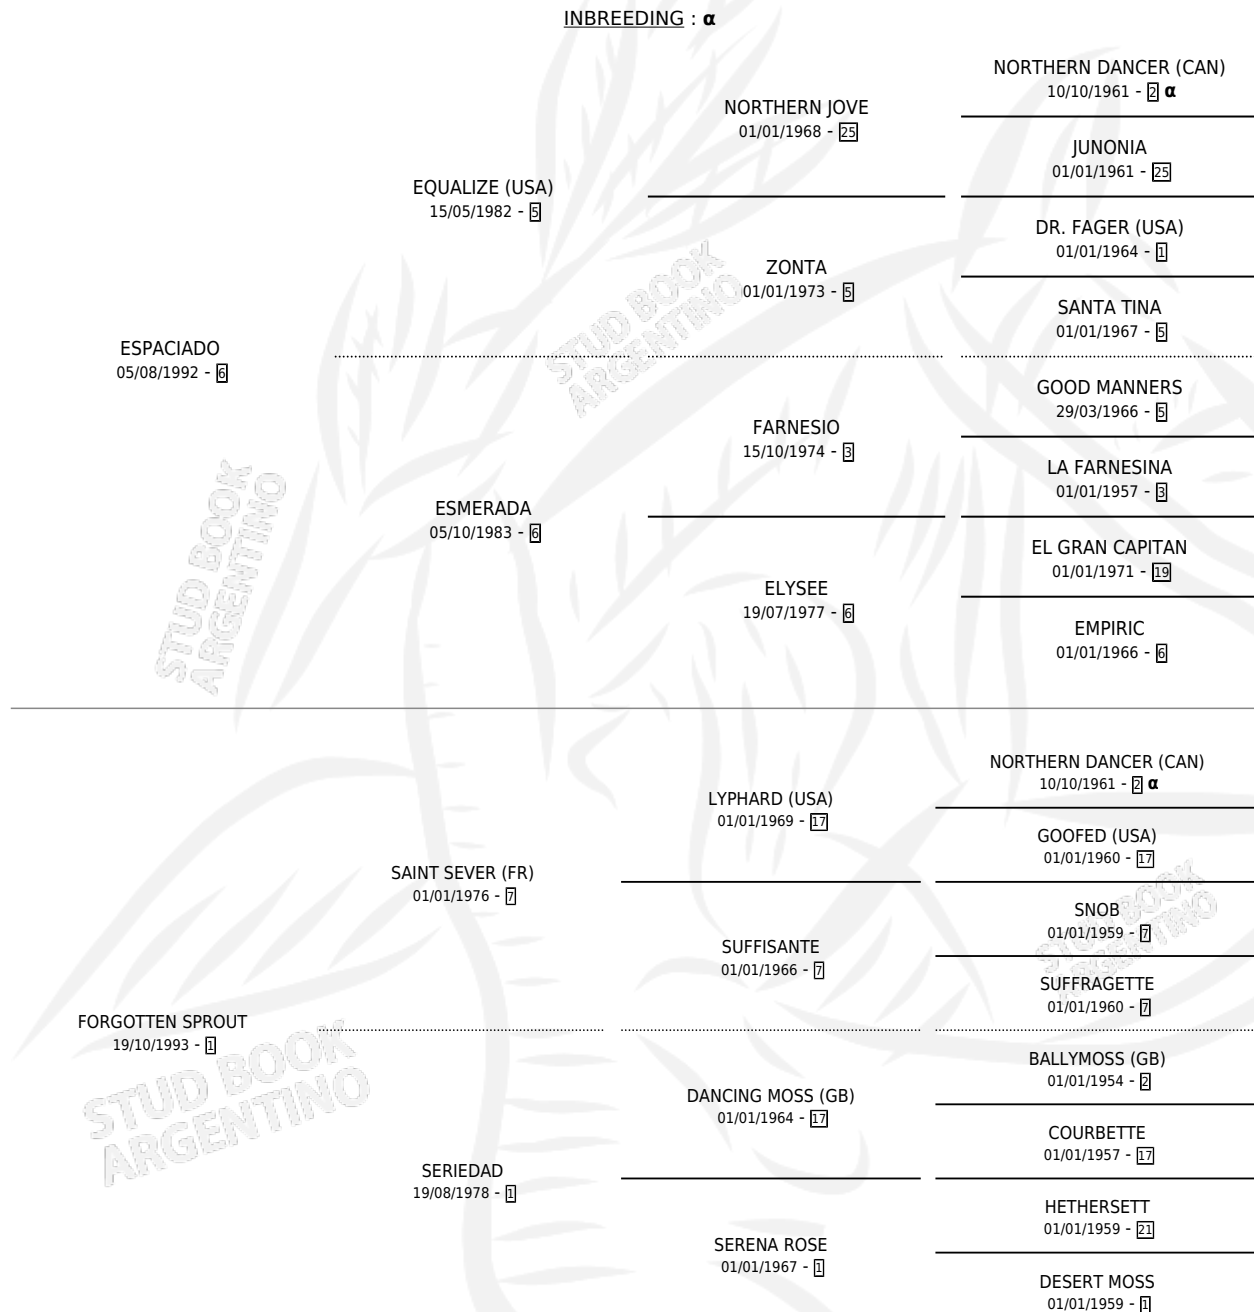 INBREEDING : α
NORTHERN DANCER (CAN)
10/10/1961 - 2 α
NORTHERN JOVE
01/01/1968 - 25
JUNONIA
01/01/1961 - 25
EQUALIZE (USA)
15/05/1982 - 5
DR. FAGER (USA)
01/01/1964 - 1
ZONTA
01/01/1973 - 5
SANTA TINA
01/01/1967 - 5
ESPACIADO
05/08/1992 - 6
GOOD MANNERS
29/03/1966 - 5
FARNESIO
15/10/1974 - 3
LA FARNESINA
01/01/1957 - 3
ESMERADA
05/10/1983 - 6
EL GRAN CAPITAN
01/01/1971 - 19
ELYSEE
19/07/1977 - 6
EMPIRIC
01/01/1966 - 6
STUD BOOK
ARGENTINO
STUD BOOK
ARGENTINO
NORTHERN DANCER (CAN)
10/10/1961 - 2 α
LYPHARD (USA)
01/01/1969 - 17
GOOFED (USA)
01/01/1960 - 17
SAINT SEVER (FR)
01/01/1976 - 7
SNOB
01/01/1959 - 7
SUFFISANTE
01/01/1966 - 7
SUFFRAGETTE
01/01/1960 - 7
FORGOTTEN SPROUT
19/10/1993 - 1
BALLYMOSS (GB)
01/01/1954 - 2
DANCING MOSS (GB)
01/01/1964 - 17
COURBETTE
01/01/1957 - 17
SERIEDAD
19/08/1978 - 1
HETHERSETT
01/01/1959 - 21
SERENA ROSE
01/01/1967 - 1
DESERT MOSS
01/01/1959 - 1
STUD BOOK
ARGENTINO
STUD BOOK
ARGENTINO